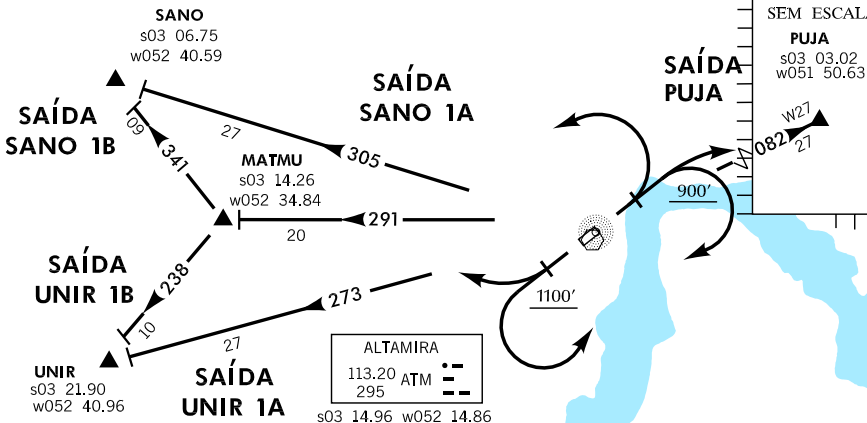 SANO
s03 06.75
w052 40.59
SAÍDA
SANO 1B
09
341
27
305
SAÍDA
SANO 1A
MATMU
s03 14.26
w052 34.84
20
291
SAÍDA
PUJA
SEM ESCALA
PUJA
s03 03.02
w051 50.63
W27
082
27
900'
1100'
SAÍDA
UNIR 1B
238
10
273
27
UNIR
s03 21.90
w052 40.96
SAÍDA
UNIR 1A
ALTAMIRA
113.20 ATM
295
s03 14.96 w052 14.86